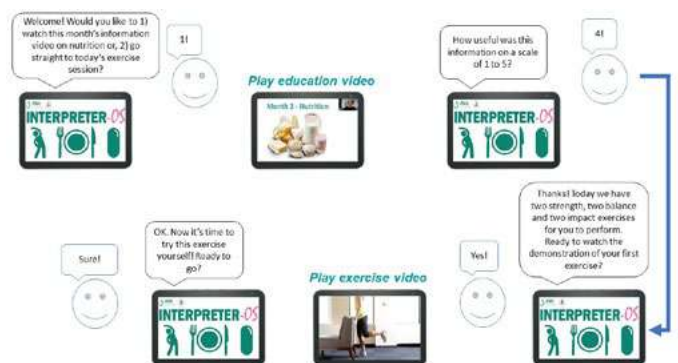 Welcome! Would you like to 1)
watch this month's information
video on nutrition or, 2) go
straight to today's exercise
session?
1!
INTERPRETER-OS
Play education video
Month 3 - Nutrition
How useful was this
information on a scale
of 1 to 5?
4!
INTERPRETER-OS
Thanks! Today we have
two strength, two balance
and two impact exercises
for you to perform.
Ready to watch the
demonstration of your first
exercise?
INTERPRETER-OS
Yes!
Play exercise video
OK. Now it's time to
try this exercise
yourself! Ready to
go?
INTERPRETER-OS
Sure!